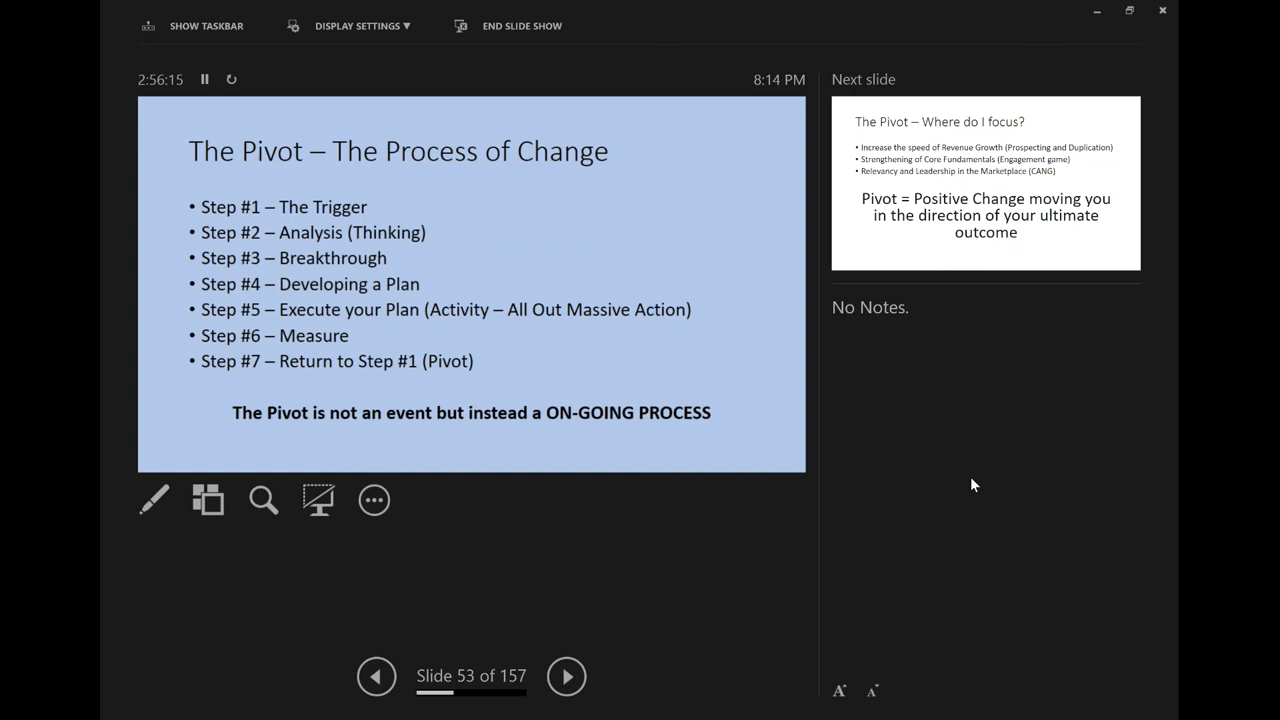 SHOW TASKBAR
DISPLAY SETTINGS ▼
END SLIDE SHOW
2:56:15
8:14 PM
The Pivot – The Process of Change
• Step #1 – The Trigger
• Step #2 – Analysis (Thinking)
• Step #3 – Breakthrough
• Step #4 – Developing a Plan
• Step #5 – Execute your Plan (Activity – All Out Massive Action)
• Step #6 – Measure
• Step #7 – Return to Step #1 (Pivot)
The Pivot is not an event but instead a ON-GOING PROCESS
Slide 53 of 157
Next slide
The Pivot – Where do I focus?
• Increase the speed of Revenue Growth (Prospecting and Duplication)
• Strengthening of Core Fundamentals (Engagement game)
• Relevancy and Leadership in the Marketplace (CANG)
Pivot = Positive Change moving you
in the direction of your ultimate
outcome
No Notes.
A A